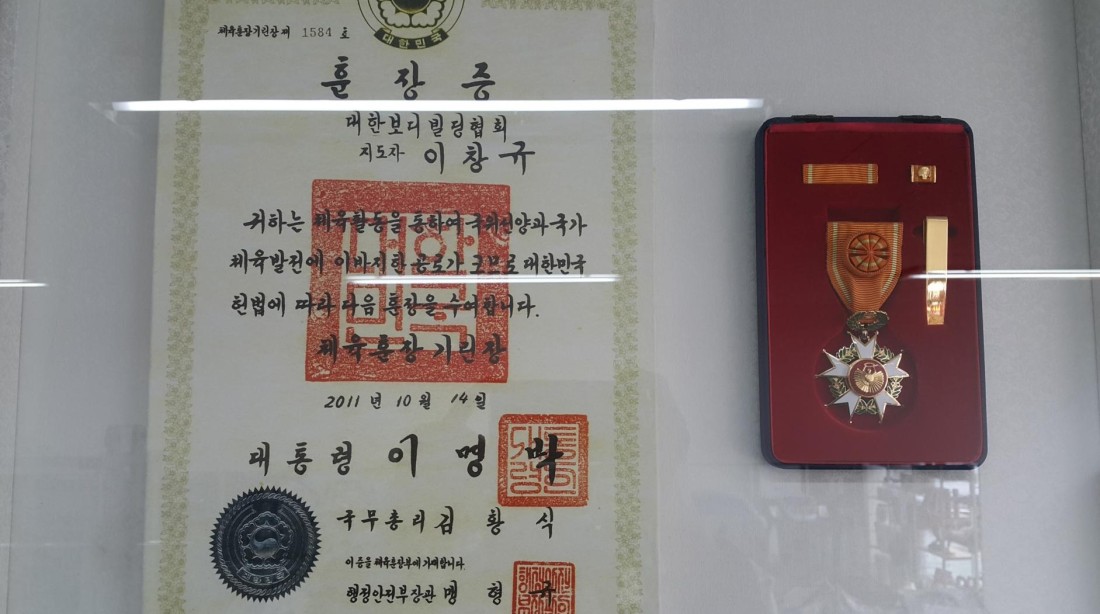 체육훈장기린장 제 1584 호
대한민국
훈장증
대한보디빌딩협회
지도자 이창규
귀하는 체육활동을 통하여 국위선양과 국가
체육발전에 이바지한 공로가 크므로 대한민국
헌법에 따라 다음 훈장을 수여합니다.
체육훈장 기린장
2011 년 10 월 14 일
대통령 이명박
국무총리 김황식
이 증을 체육훈장부에 기재합니다.
행정안전부장관 맹형규